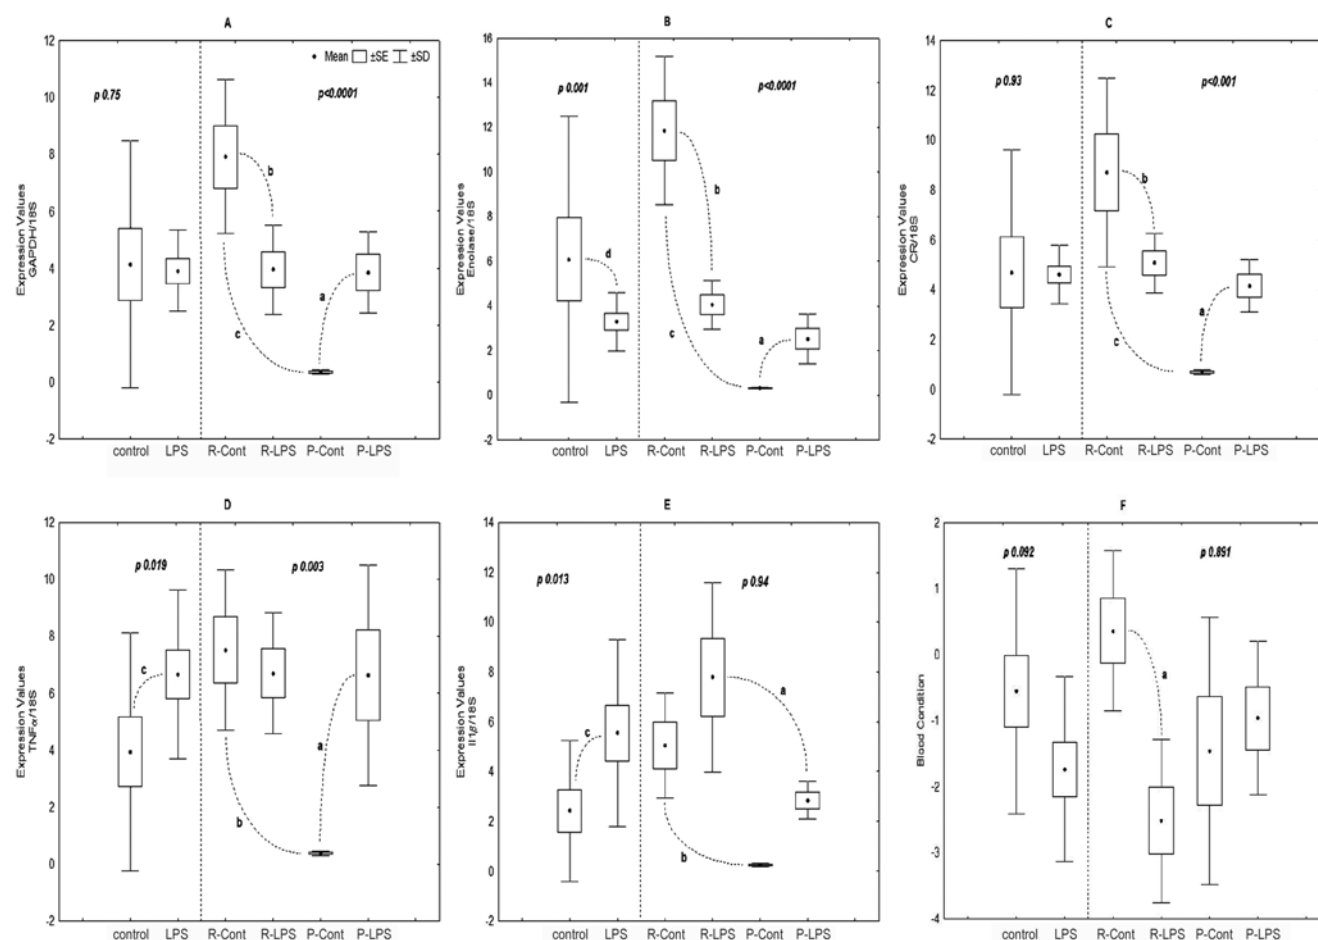 A
12
10
8
6
4
2
0
-2
Expression Values
GAPDH/18S
Mean ±SE ±SD
p 0.75
p<0.0001
b
a
c
control LPS R-Cont R-LPS P-Cont P-LPS
B
16
14
12
10
8
6
4
2
0
-2
Expression Values
Enolase/18S
p 0.001
p<0.0001
b
d
c
a
control LPS R-Cont R-LPS P-Cont P-LPS
C
14
12
10
8
6
4
2
0
-2
Expression Values
CR/18S
p 0.93
p<0.001
b
a
c
control LPS R-Cont R-LPS P-Cont P-LPS
D
12
10
8
6
4
2
0
-2
Expression Values
TNFα/18S
p 0.019
p 0.003
c
a
b
control LPS R-Cont R-LPS P-Cont P-LPS
E
14
12
10
8
6
4
2
0
-2
Expression Values
Il1β/18S
p 0.013
p 0.94
a
c
b
control LPS R-Cont R-LPS P-Cont P-LPS
F
2
1
0
-1
-2
-3
-4
Blood Condition
p 0.092
p 0.891
a
control LPS R-Cont R-LPS P-Cont P-LPS